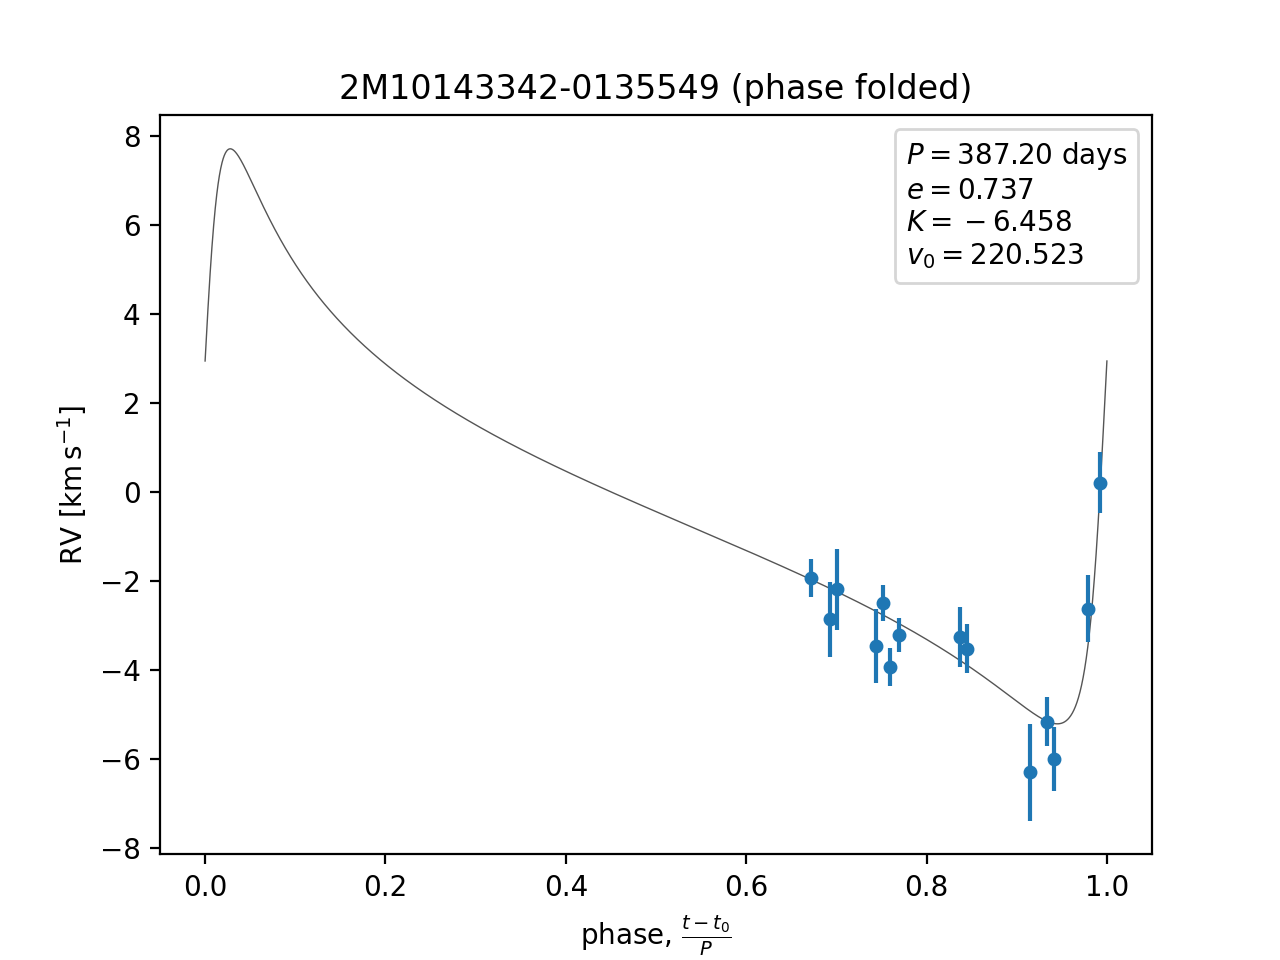 2M10143342-0135549 (phase folded)
P = 387.20 days
e = 0.737
K = −6.458
v₀ = 220.523
RV [km s⁻¹]
8
6
4
2
0
−2
−4
−6
−8
0.0 0.2 0.4 0.6 0.8 1.0
phase, (t − t₀)/P